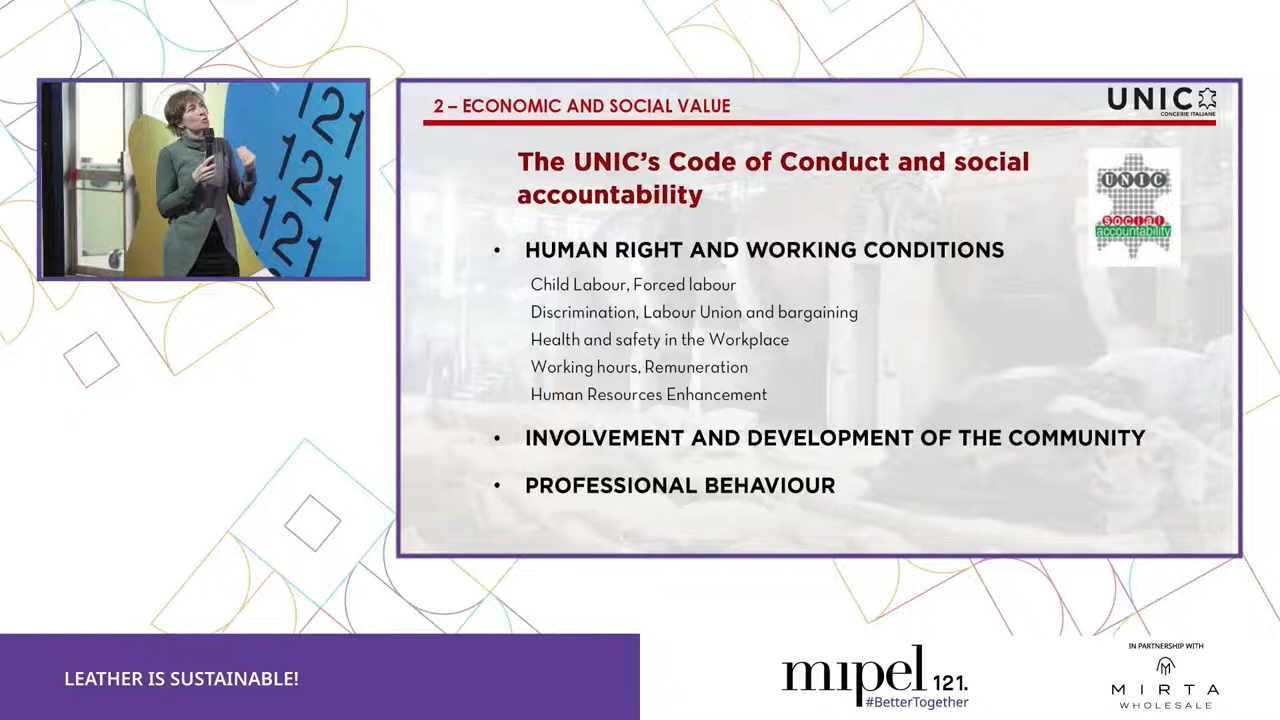 121
121
121
121
2 – ECONOMIC AND SOCIAL VALUE
UNIC
CONCERIE ITALIANE
The UNIC's Code of Conduct and social
accountability
UNIC
social
accountability
• HUMAN RIGHT AND WORKING CONDITIONS
Child Labour, Forced labour
Discrimination, Labour Union and bargaining
Health and safety in the Workplace
Working hours, Remuneration
Human Resources Enhancement
• INVOLVEMENT AND DEVELOPMENT OF THE COMMUNITY
• PROFESSIONAL BEHAVIOUR
LEATHER IS SUSTAINABLE!
mipel 121.
#BetterTogether
IN PARTNERSHIP WITH
MIRTA
WHOLESALE